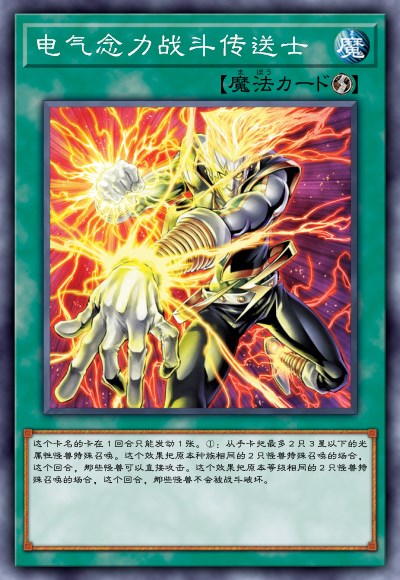 电气念力战斗传送士
魔
【魔法カード】
ま ほう
这个卡名的卡在１回合只能发动１张。①：从手卡把最多２只３星以下的光
属性怪兽特殊召唤。这个效果把原本种族相同的２只怪兽特殊召唤的场合，
这个回合，那些怪兽可以直接攻击。这个效果把原本等级相同的２只怪兽特
殊召唤的场合，这个回合，那些怪兽不会被战斗破坏。